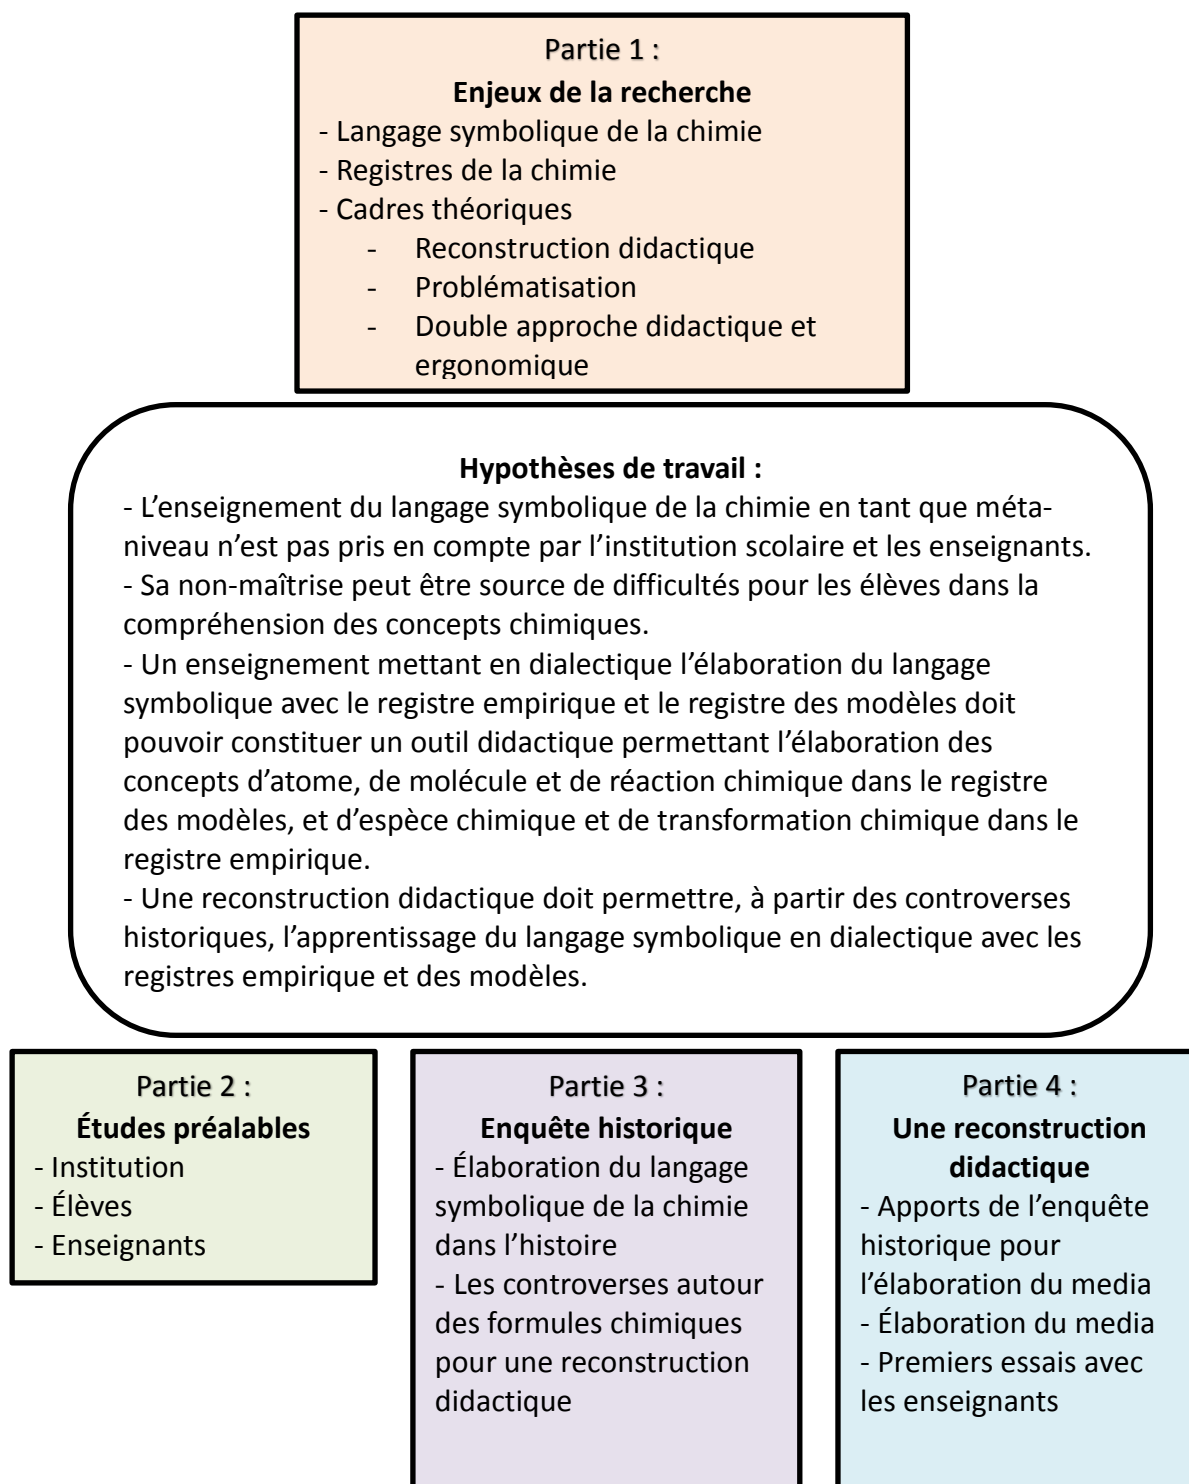 Partie 1 :
Enjeux de la recherche
- Langage symbolique de la chimie
- Registres de la chimie
- Cadres théoriques
- Reconstruction didactique
- Problématisation
- Double approche didactique et
ergonomique
Hypothèses de travail :
- L’enseignement du langage symbolique de la chimie en tant que méta-
niveau n’est pas pris en compte par l’institution scolaire et les enseignants.
- Sa non-maîtrise peut être source de difficultés pour les élèves dans la
compréhension des concepts chimiques.
- Un enseignement mettant en dialectique l’élaboration du langage
symbolique avec le registre empirique et le registre des modèles doit
pouvoir constituer un outil didactique permettant l’élaboration des
concepts d’atome, de molécule et de réaction chimique dans le registre
des modèles, et d’espèce chimique et de transformation chimique dans le
registre empirique.
- Une reconstruction didactique doit permettre, à partir des controverses
historiques, l’apprentissage du langage symbolique en dialectique avec les
registres empirique et des modèles.
Partie 2 :
Études préalables
- Institution
- Élèves
- Enseignants
Partie 3 :
Enquête historique
- Élaboration du langage
symbolique de la chimie
dans l’histoire
- Les controverses autour
des formules chimiques
pour une reconstruction
didactique
Partie 4 :
Une reconstruction
didactique
- Apports de l’enquête
historique pour
l’élaboration du media
- Élaboration du media
- Premiers essais avec
les enseignants